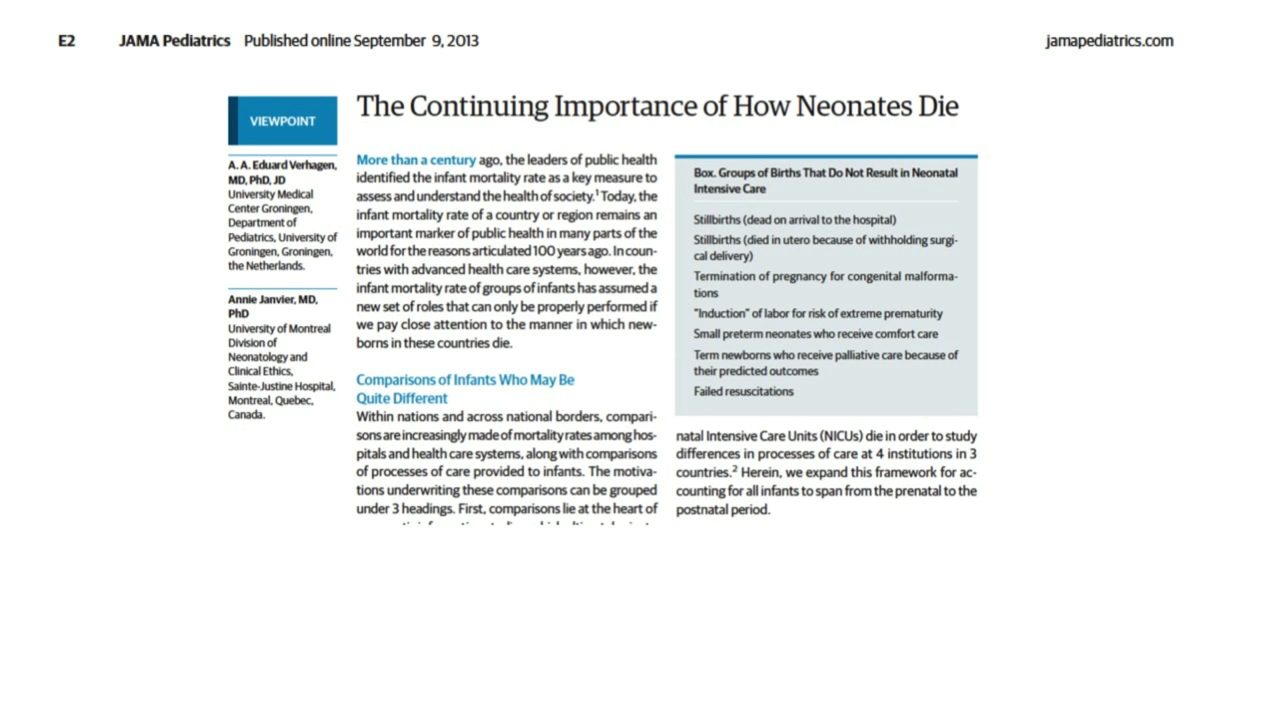 E2 JAMA Pediatrics Published online September 9, 2013 jamapediatrics.com
VIEWPOINT
The Continuing Importance of How Neonates Die
A. A. Eduard Verhagen,
MD, PhD, JD
University Medical
Center Groningen,
Department of
Pediatrics, University of
Groningen, Groningen,
the Netherlands.
Annie Janvier, MD,
PhD
University of Montreal
Division of
Neonatology and
Clinical Ethics,
Sainte-Justine Hospital,
Montreal, Quebec,
Canada.
More than a century ago, the leaders of public health
identified the infant mortality rate as a key measure to
assess and understand the health of society.1 Today, the
infant mortality rate of a country or region remains an
important marker of public health in many parts of the
world for the reasons articulated 100 years ago. In coun-
tries with advanced health care systems, however, the
infant mortality rate of groups of infants has assumed a
new set of roles that can only be properly performed if
we pay close attention to the manner in which new-
borns in these countries die.
Comparisons of Infants Who May Be
Quite Different
Within nations and across national borders, compari-
sons are increasingly made of mortality rates among hos-
pitals and health care systems, along with comparisons
of processes of care provided to infants. The motiva-
tions underwriting these comparisons can be grouped
under 3 headings. First, comparisons lie at the heart of
Box. Groups of Births That Do Not Result in Neonatal
Intensive Care
Stillbirths (dead on arrival to the hospital)
Stillbirths (died in utero because of withholding surgi-
cal delivery)
Termination of pregnancy for congenital malforma-
tions
"Induction" of labor for risk of extreme prematurity
Small preterm neonates who receive comfort care
Term newborns who receive palliative care because of
their predicted outcomes
Failed resuscitations
natal Intensive Care Units (NICUs) die in order to study
differences in processes of care at 4 institutions in 3
countries.2 Herein, we expand this framework for ac-
counting for all infants to span from the prenatal to the
postnatal period.